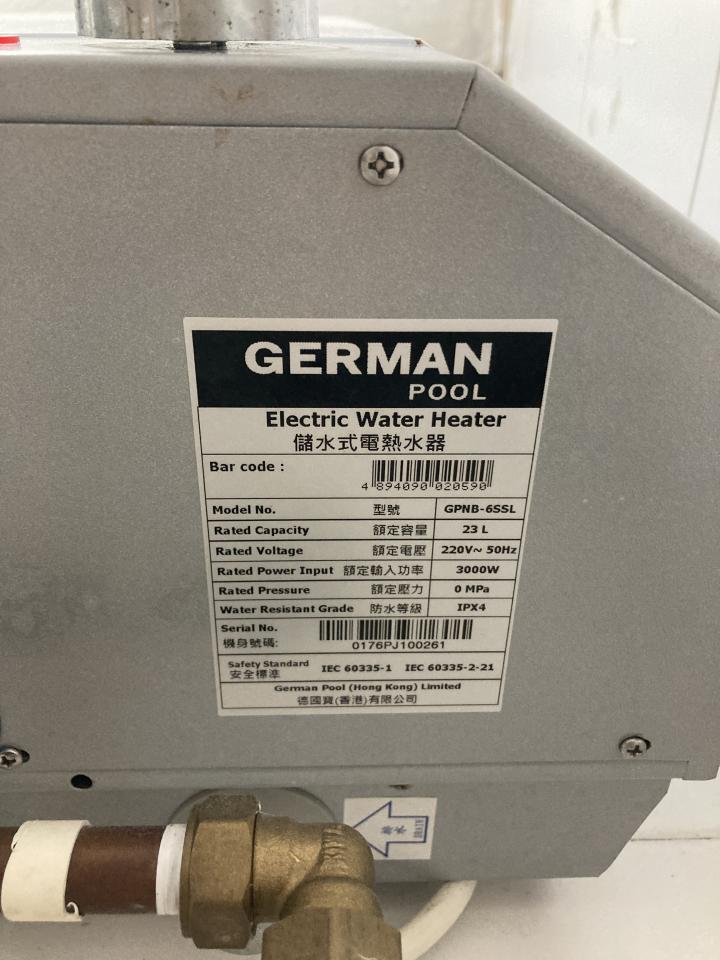 GERMAN
POOL
Electric Water Heater
儲水式電熱水器
Bar code :
4 894090 020590
Model No. 型號 GPNB-6SSL
Rated Capacity 額定容量 23 L
Rated Voltage 額定電壓 220V~ 50Hz
Rated Power Input 額定輸入功率 3000W
Rated Pressure 額定壓力 0 MPa
Water Resistant Grade 防水等級 IPX4
Serial No.
機身號碼: 0176PJ100261
Safety Standard IEC 60335-1 IEC 60335-2-21
安全標準
German Pool (Hong Kong) Limited
德國寶(香港)有限公司
排水
DRAIN